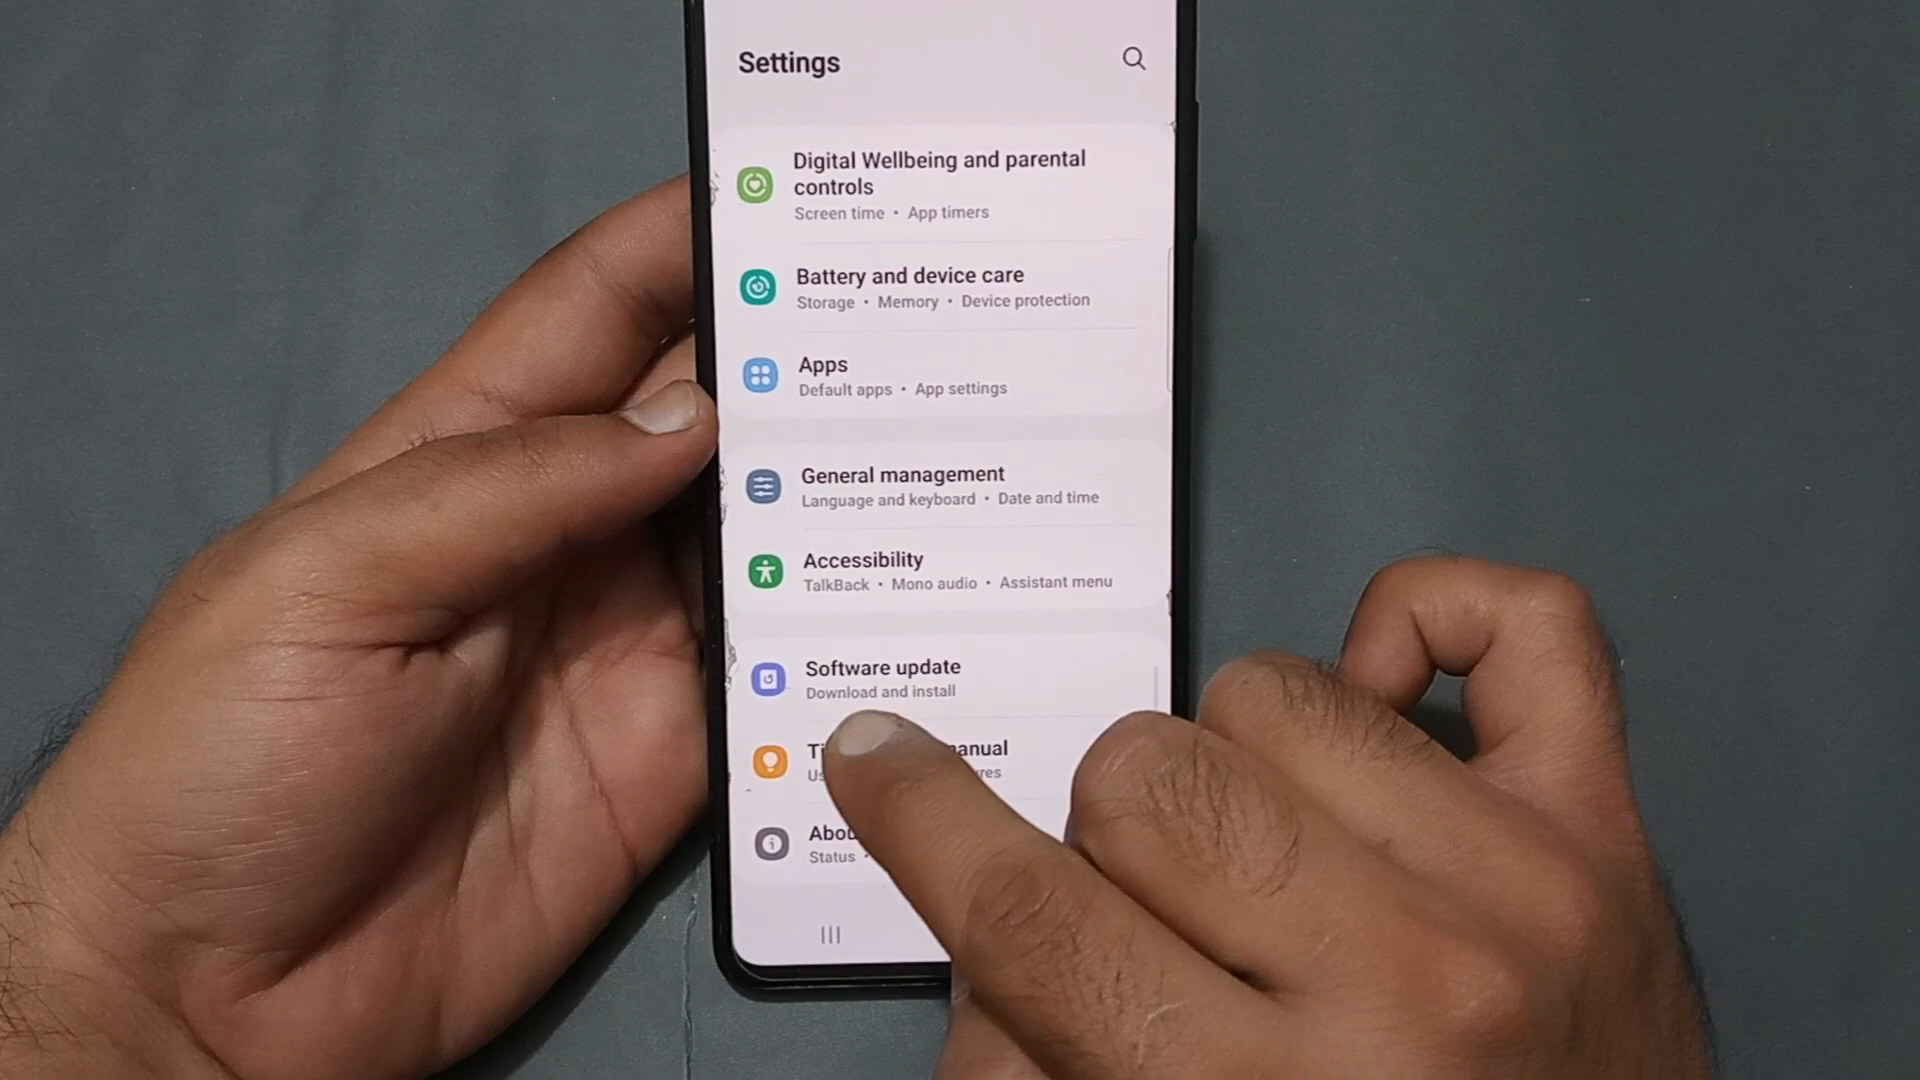 Settings
Digital Wellbeing and parental
controls
Screen time • App timers
Battery and device care
Storage • Memory • Device protection
Apps
Default apps • App settings
General management
Language and keyboard • Date and time
Accessibility
TalkBack • Mono audio • Assistant menu
Software update
Download and install
Status •